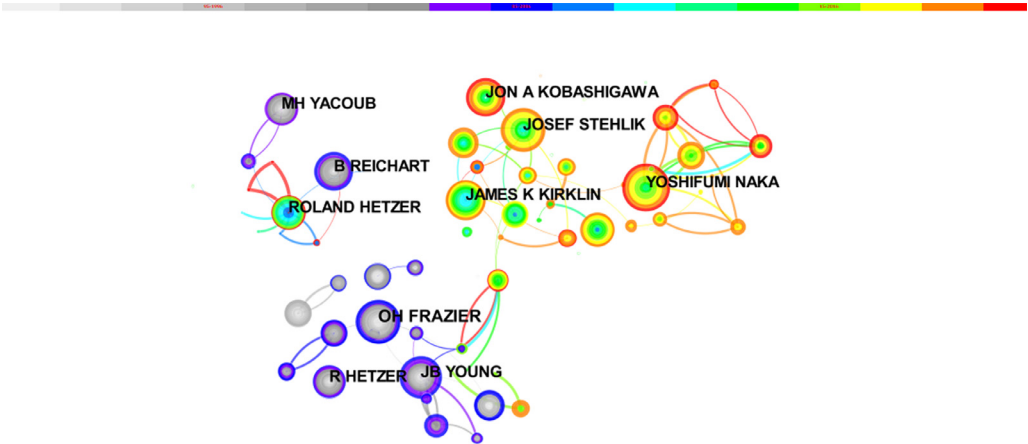 MH YACOUB
JON A KOBASHIGAWA
JOSEF STEHLIK
B REICHART
YOSHIFUMI NAKA
JAMES K KIRKLIN
ROLAND HETZER
OH FRAZIER
R HETZER
JB YOUNG